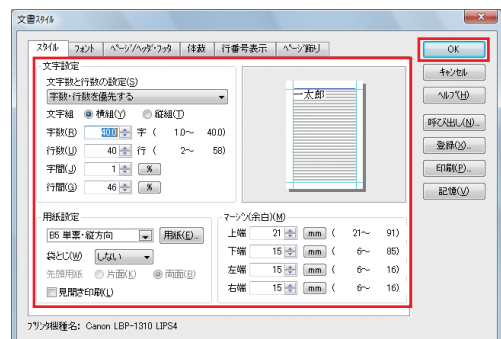 文書ｽﾀｲﾙ
ｽﾀｲﾙ ﾌｫﾝﾄ ﾍﾟｰｼﾞ/ﾍｯﾀﾞ･ﾌｯﾀ 体裁 行番号表示 ﾍﾟｰｼﾞ飾り
文字設定
文字数と行数の設定(S)
字数･行数を優先する
文字組 横組(Y) 縦組(T)
字数(R) 40.0 字 ( 1.0～ 40.0)
行数(U) 40 行 ( 2～ 58)
字間(J) 1 %
行間(G) 46 %
一太郎
用紙設定
B5 単票･縦方向 用紙(E)...
袋とじ(W) しない
先頭用紙 片面(K) 両面(B)
見開き印刷(L)
ﾏｰｼﾞﾝ(余白)(M)
上端 21 mm ( 21～ 91)
下端 15 mm ( 6～ 85)
左端 15 mm ( 6～ 16)
右端 15 mm ( 6～ 16)
OK
ｷｬﾝｾﾙ
ﾍﾙﾌﾟ(H)
呼び出し(N)...
登録(X)...
印刷(P)...
記憶(V)
ﾌﾟﾘﾝﾀ機種名: Canon LBP-1310 LIPS4